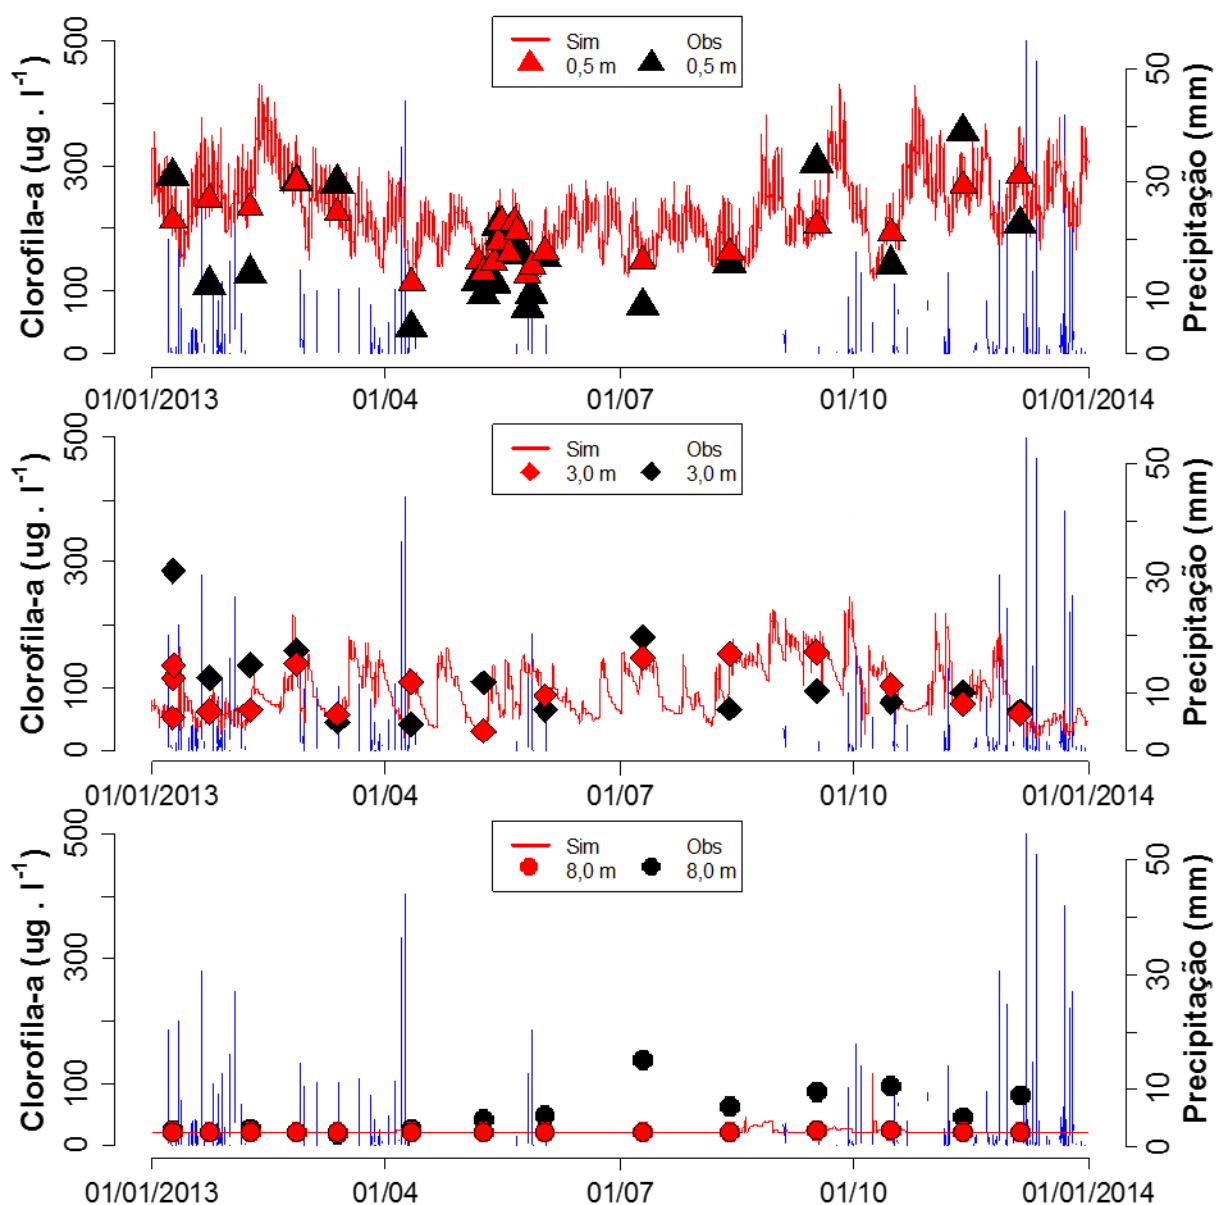 Sim Obs
0,5 m 0,5 m
Clorofila-a (ug . l⁻¹)
500
300
100
0
Precipitação (mm)
50
30
10
0
01/01/2013 01/04 01/07 01/10 01/01/2014
Sim Obs
3,0 m 3,0 m
Clorofila-a (ug . l⁻¹)
500
300
100
0
Precipitação (mm)
50
30
10
0
01/01/2013 01/04 01/07 01/10 01/01/2014
Sim Obs
8,0 m 8,0 m
Clorofila-a (ug . l⁻¹)
500
300
100
0
Precipitação (mm)
50
30
10
0
01/01/2013 01/04 01/07 01/10 01/01/2014